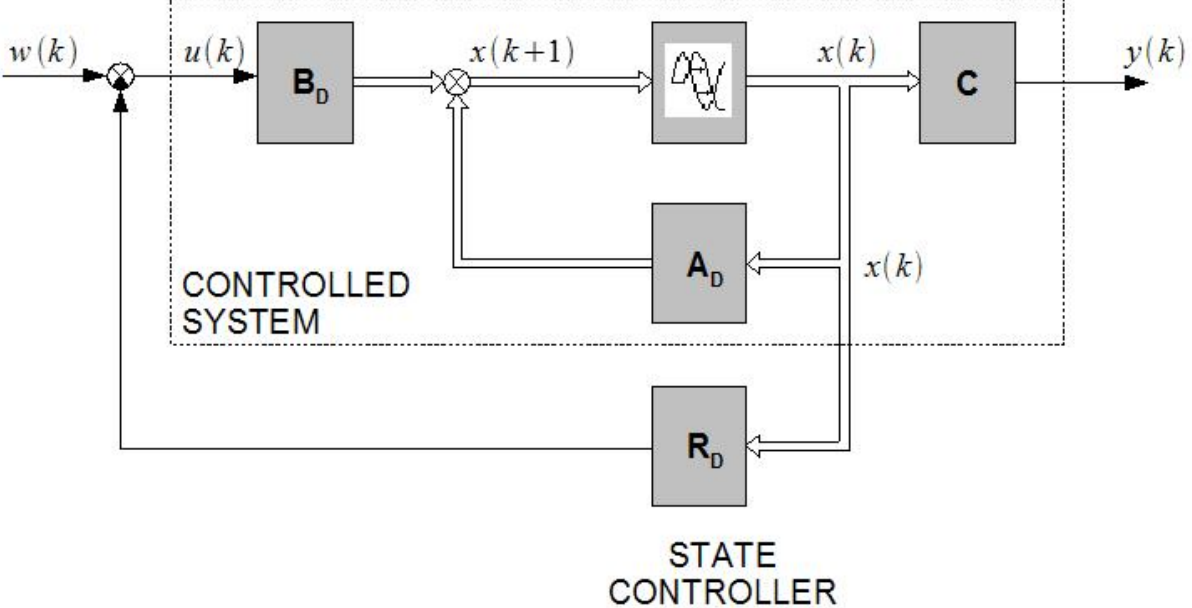 w(k)
u(k)
B_D
x(k+1)
x(k)
C
y(k)
A_D
x(k)
CONTROLLED
SYSTEM
R_D
STATE
CONTROLLER